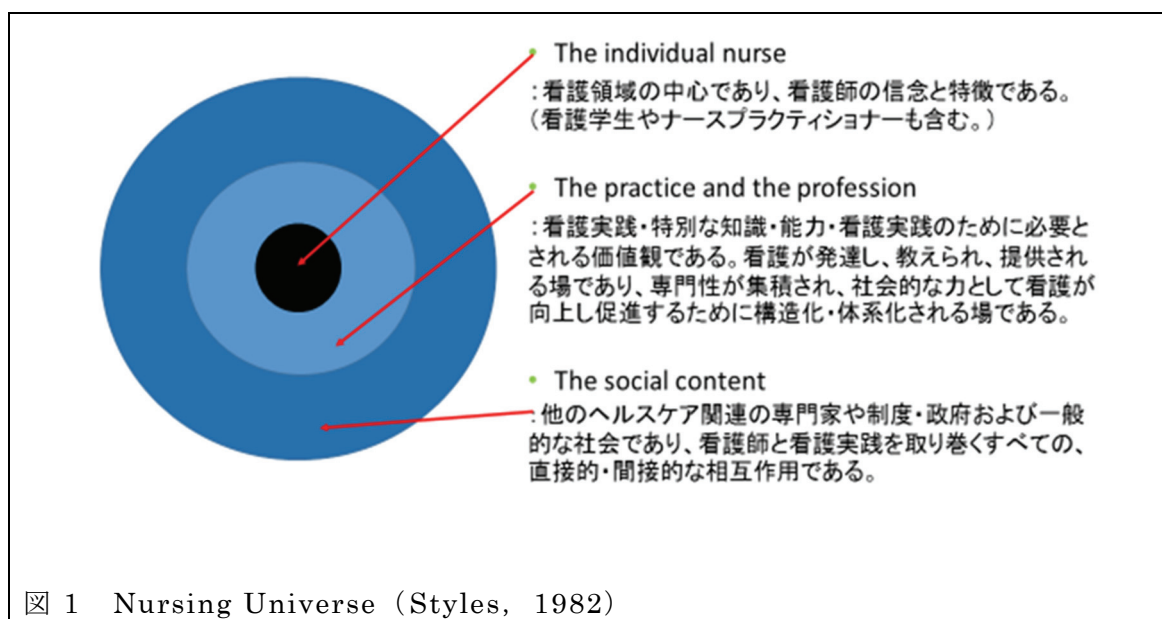 • The individual nurse
：看護領域の中心であり、看護師の信念と特徴である。
（看護学生やナースプラクティショナーも含む。）
• The practice and the profession
：看護実践・特別な知識・能力・看護実践のために必要と
される価値観である。看護が発達し、教えられ、提供され
る場であり、専門性が集積され、社会的な力として看護が
向上し促進するために構造化・体系化される場である。
• The social content
：他のヘルスケア関連の専門家や制度・政府および一般
的な社会であり、看護師と看護実践を取り巻くすべての、
直接的・間接的な相互作用である。
図 1　Nursing Universe（Styles, 1982）